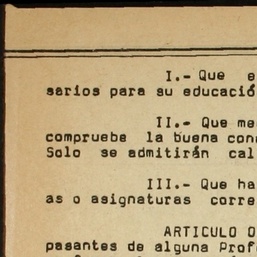 I.- Que e
sarios para su educació
II.- Que me
compruebe la buena con
Solo se admitirán cal
III.- Que ha
as o asignaturas corre
ARTICULO O
pasantes de alguna Prof